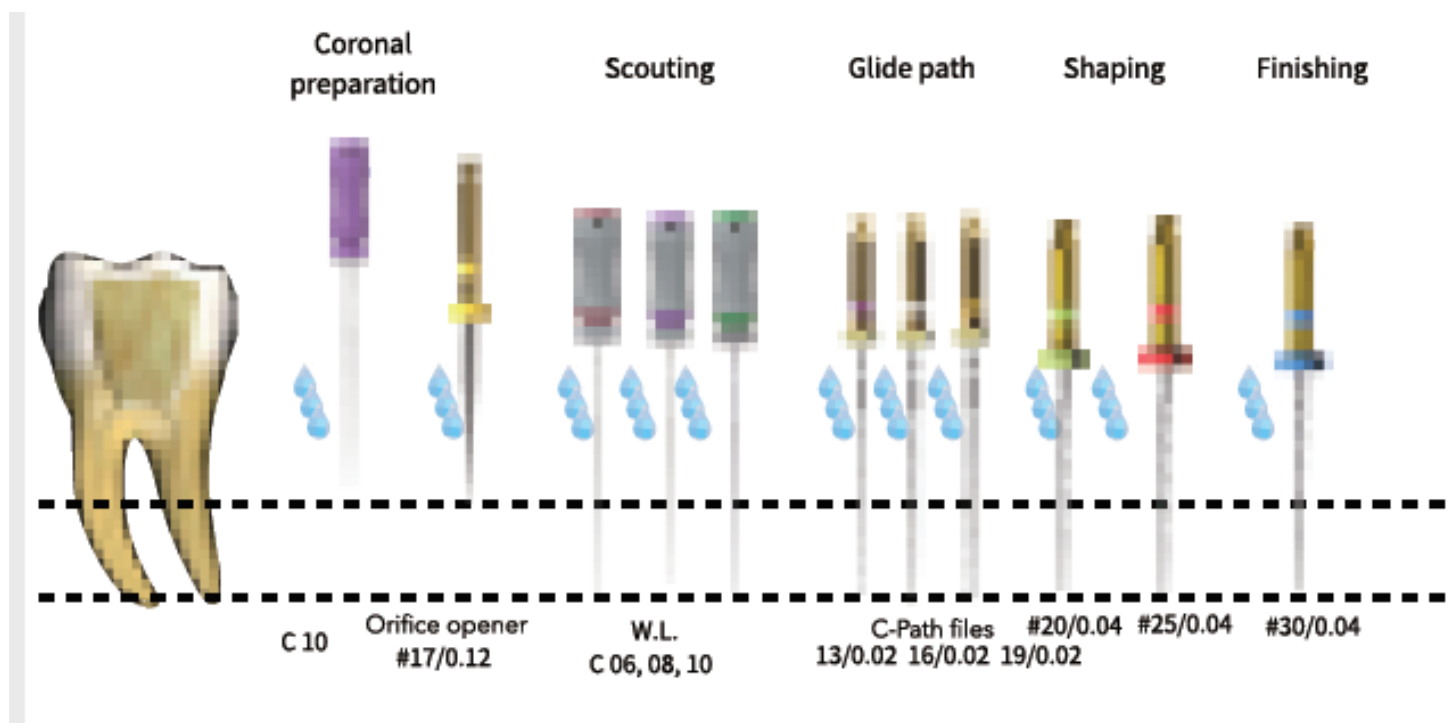 Coronal
preparation
Scouting
Glide path
Shaping
Finishing
C 10
Orifice opener
#17/0.12
W.L.
C 06, 08, 10
C-Path files
13/0.02 16/0.02 19/0.02
#20/0.04
#25/0.04
#30/0.04